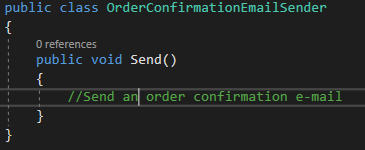 public class OrderConfirmationEmailSender
{
0 references
public void Send()
{
//Send an order confirmation e-mail
}
}